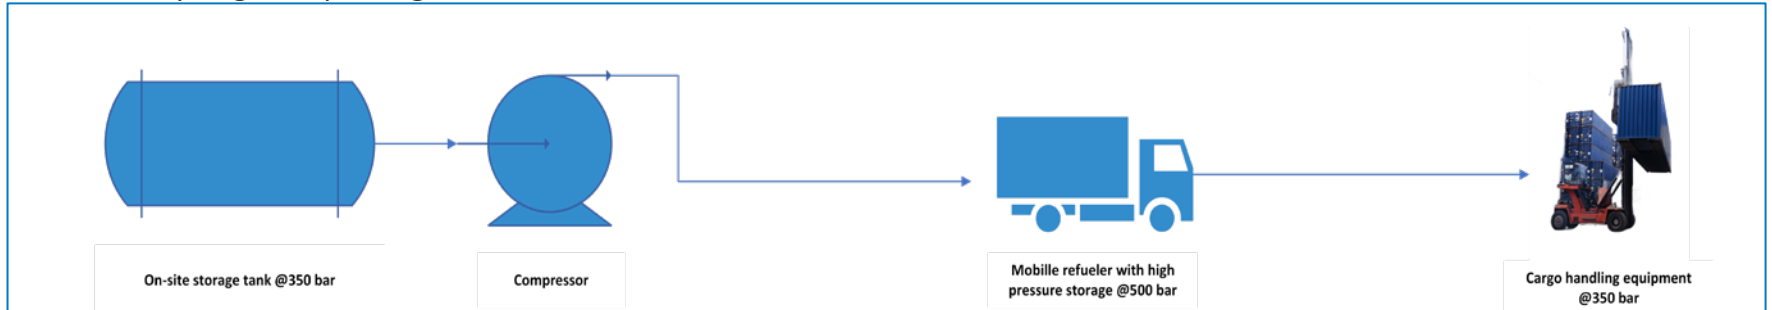 On-site storage tank @350 bar
Compressor
Mobille refueler with high
pressure storage @500 bar
Cargo handling equipment
@350 bar